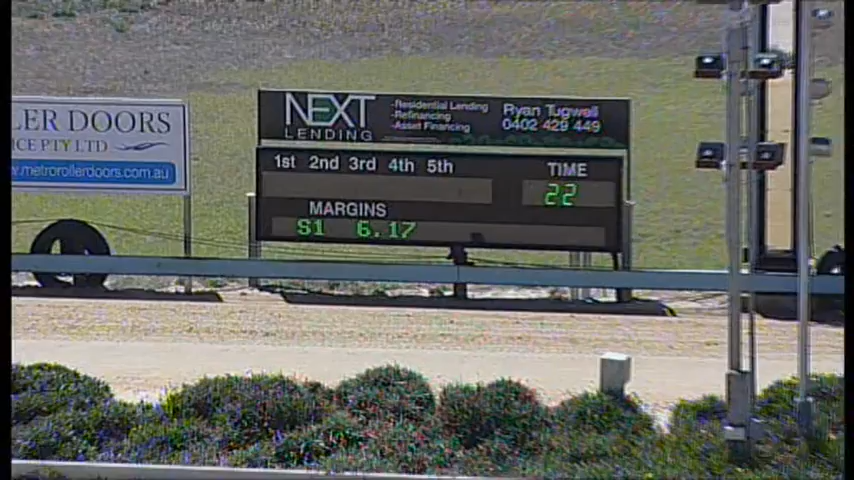 LER DOORS
ICE PTY LTD
w.metrorollerdoors.com.au
NEXT
LENDING
-Residential Lending
-Refinancing
-Asset Financing
Ryan Tugwell
0402 429 449
1st 2nd 3rd 4th 5th
TIME
22
MARGINS
S1 6.17